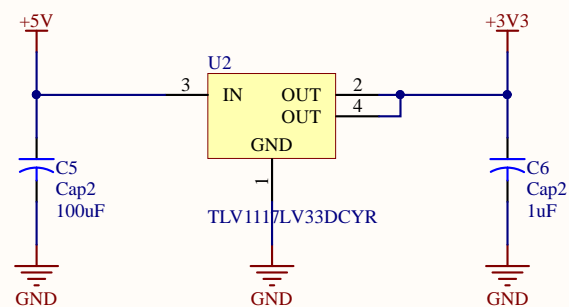 +5V
+3V3
U2
3
IN
OUT
2
OUT
4
GND
1
C5
Cap2
100uF
C6
Cap2
1uF
TLV1117LV33DCYR
GND
GND
GND